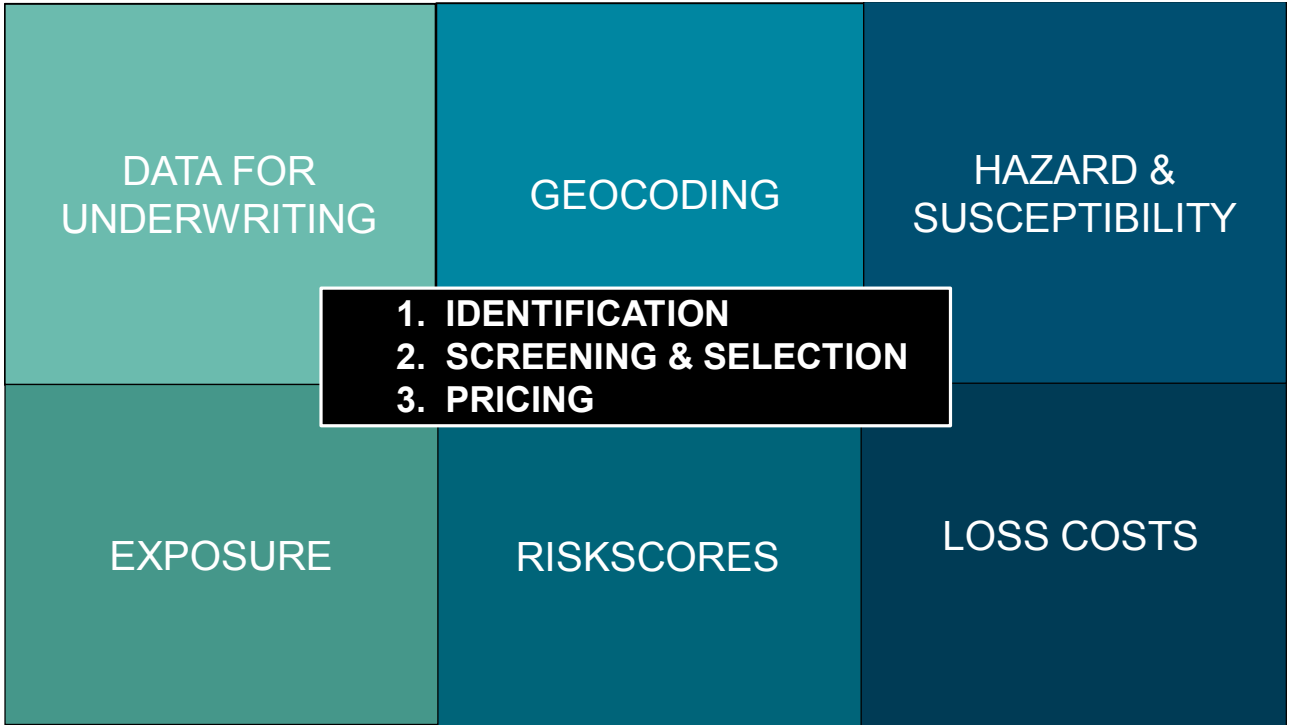 DATA FOR
UNDERWRITING
GEOCODING
HAZARD &
SUSCEPTIBILITY
1. IDENTIFICATION
2. SCREENING & SELECTION
3. PRICING
EXPOSURE
RISKSCORES
LOSS COSTS